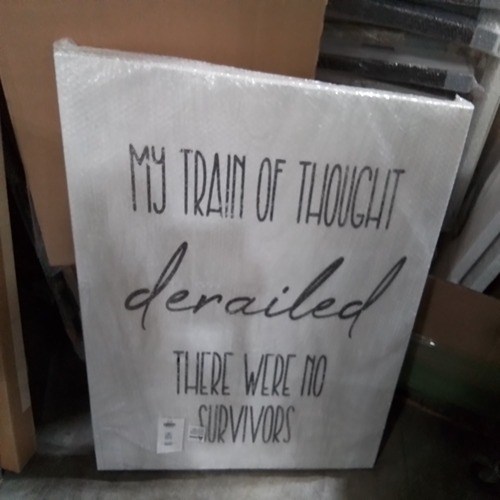 MY TRAIN OF THOUGHT
derailed
THERE WERE NO
SURVIVORS